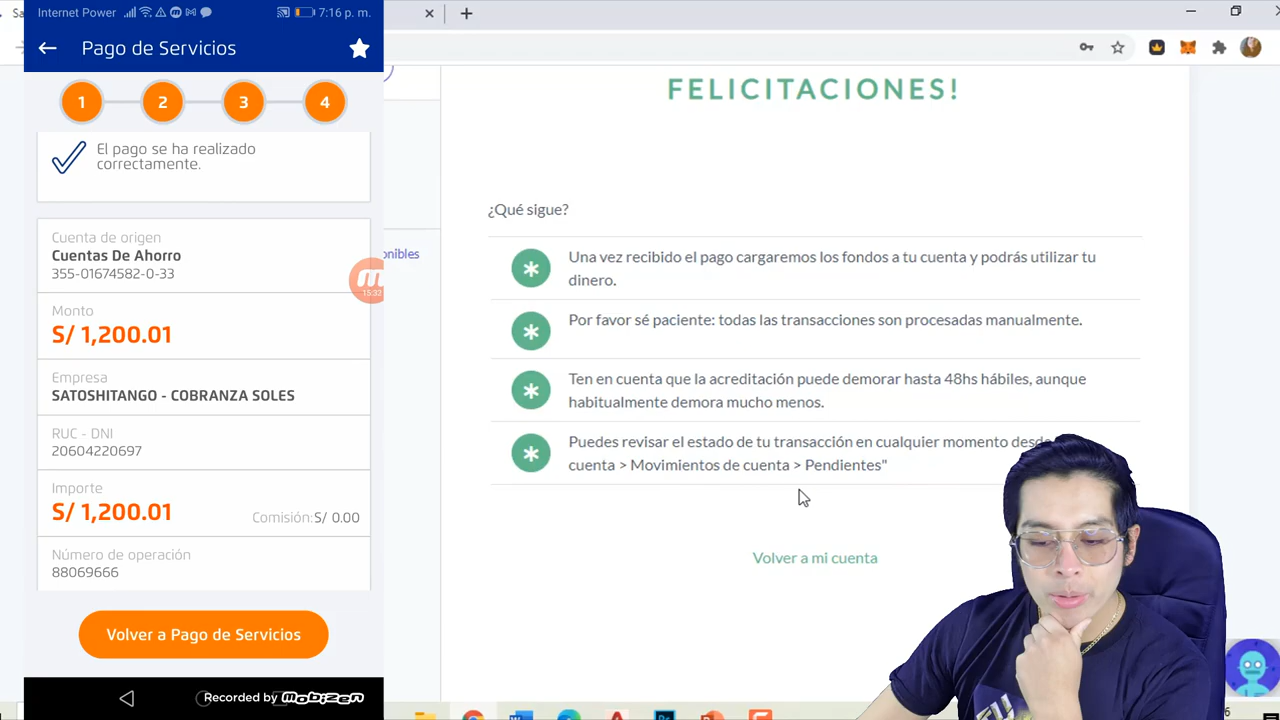 Internet Power
7:16 p. m.
Pago de Servicios
1
2
3
4
El pago se ha realizado
correctamente.
Cuenta de origen
Cuentas De Ahorro
355-01674582-0-33
Monto
S/ 1,200.01
Empresa
SATOSHITANGO - COBRANZA SOLES
RUC - DNI
20604220697
Importe
S/ 1,200.01
Comisión: S/ 0.00
Número de operación
88069666
Volver a Pago de Servicios
Recorded by mobizen
15:33
onibles
FELICITACIONES!
¿Qué sigue?
Una vez recibido el pago cargaremos los fondos a tu cuenta y podrás utilizar tu
dinero.
Por favor sé paciente: todas las transacciones son procesadas manualmente.
Ten en cuenta que la acreditación puede demorar hasta 48hs hábiles, aunque
habitualmente demora mucho menos.
Puedes revisar el estado de tu transacción en cualquier momento desde
cuenta > Movimientos de cuenta > Pendientes"
Volver a mi cuenta